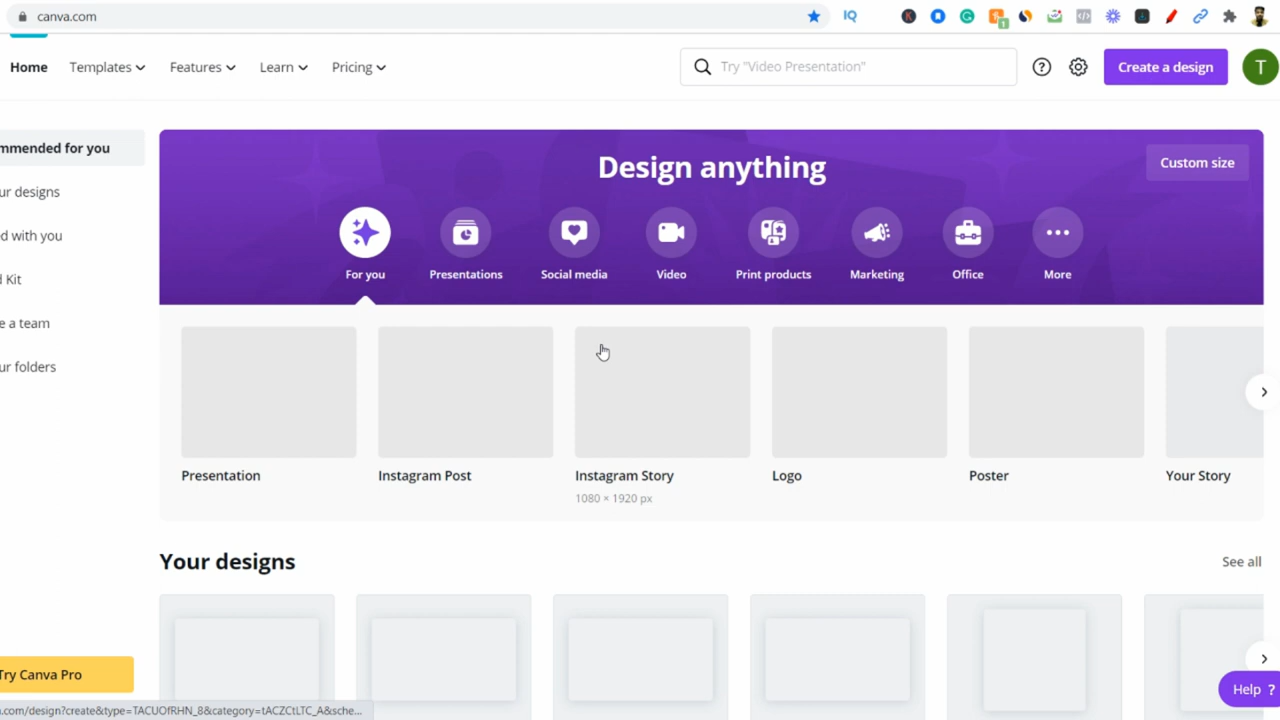 canva.com
IQ
1
Home Templates Features Learn Pricing Try "Video Presentation" ? Create a design T
mmended for you
ur designs
d with you
d Kit
e a team
ur folders
Design anything
Custom size
For you Presentations Social media Video Print products Marketing Office More
Presentation Instagram Post Instagram Story Logo Poster Your Story
1080 × 1920 px
Your designs See all
Try Canva Pro
Help ?
a.com/design?create&type=TACUOfRHN_8&category=tACZCtLTC_A&sche...